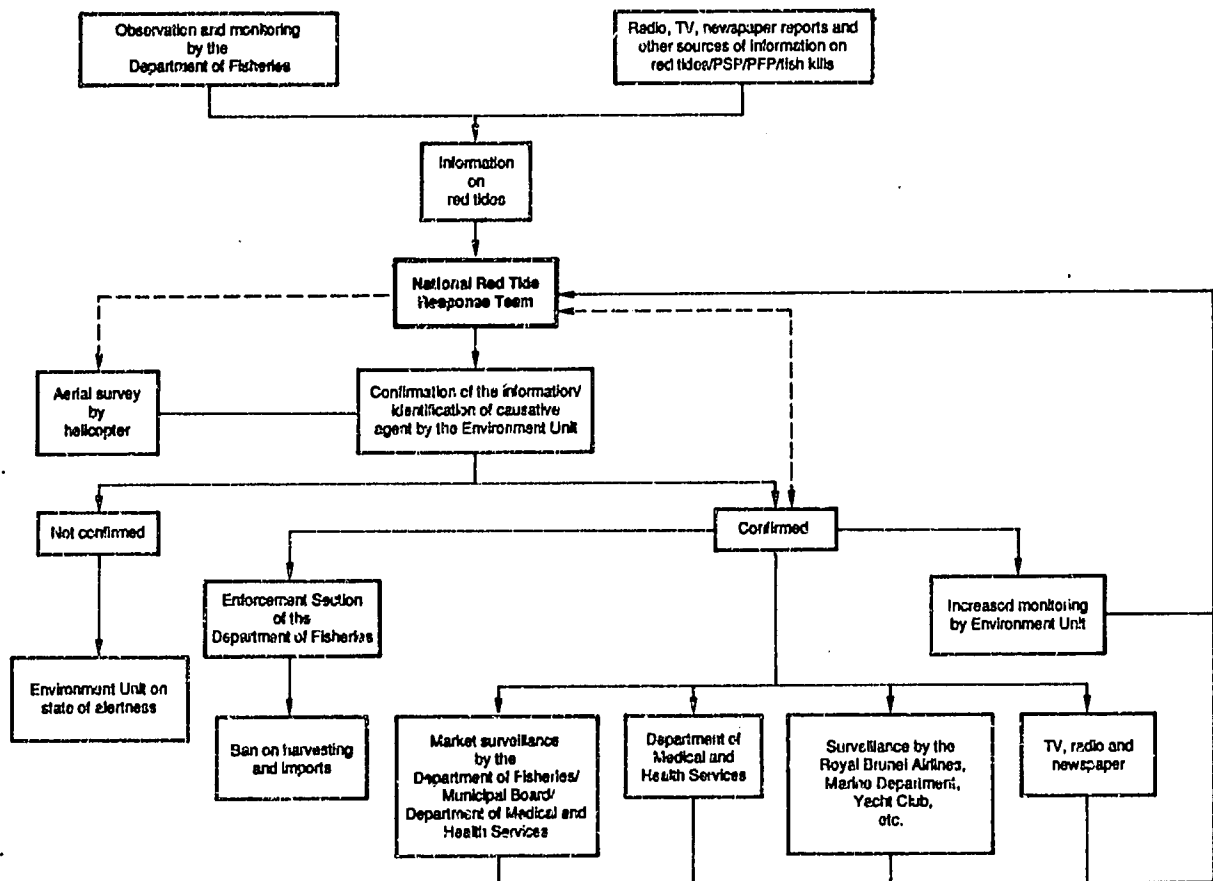 Observation and monitoring
by the
Department of Fisheries
Radio, TV, newspaper reports and
other sources of information on
red tides/PSP/PFP/fish kills
Information
on
red tides
National Red Tide
Response Team
Aerial survey
by
helicopter
Confirmation of the information/
identification of causative
agent by the Environment Unit
Not confirmed
Confirmed
Enforcement Section
of the
Department of Fisheries
Increased monitoring
by Environment Unit
Environment Unit on
state of alertness
Ban on harvesting
and imports
Market surveillance
by the
Department of Fisheries/
Municipal Board/
Department of Medical and
Health Services
Department of
Medical and
Health Services
Surveillance by the
Royal Brunei Airlines,
Marine Department,
Yacht Club,
etc.
TV, radio and
newspaper